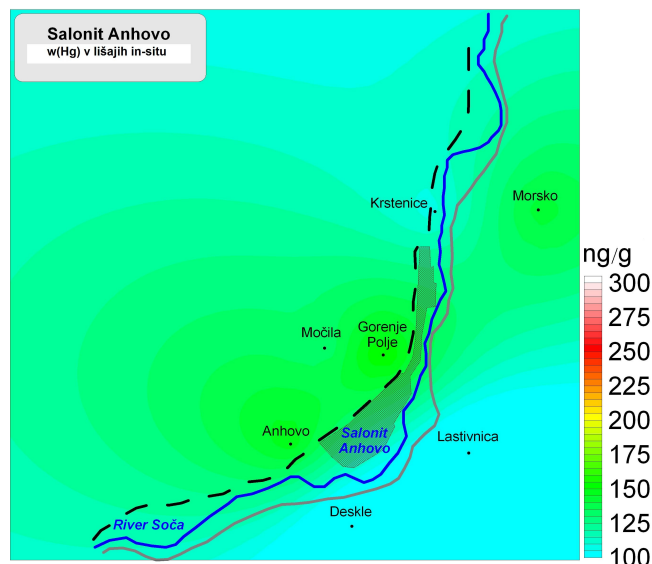 Salonit Anhovo
w(Hg) v lišajih in-situ
Morsko
Krstenice
ng/g
300
275
250
225
200
175
150
125
100
Gorenje
Polje
Močila
Anhovo
Salonit
Anhovo
Lastivnica
Deskle
River Soča